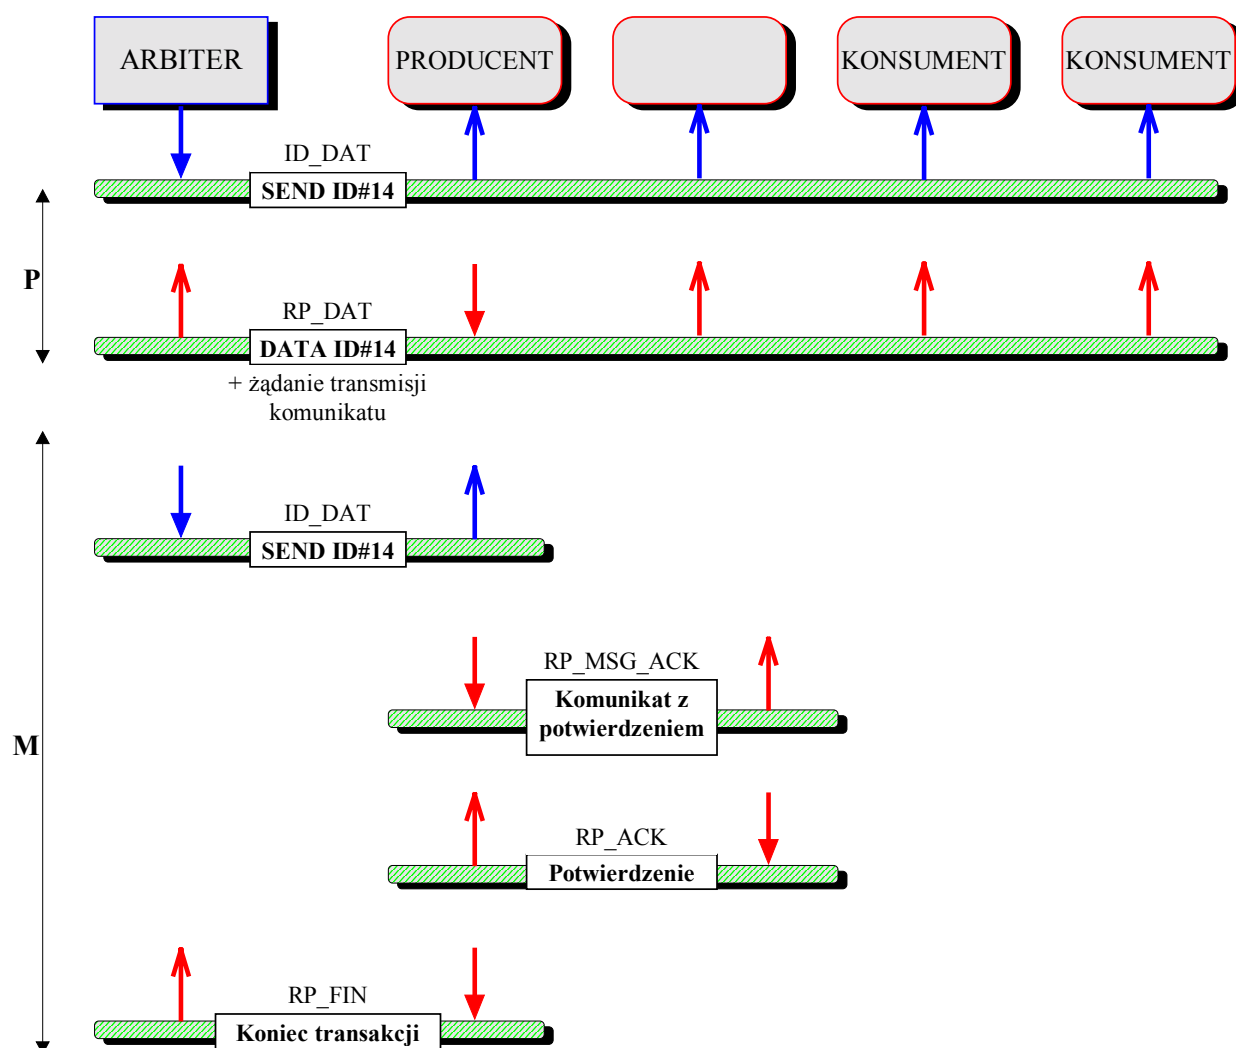 ARBITER
PRODUCENT
KONSUMENT
KONSUMENT
ID_DAT
SEND ID#14
P
RP_DAT
DATA ID#14
+ żądanie transmisji
komunikatu
ID_DAT
SEND ID#14
RP_MSG_ACK
Komunikat z
potwierdzeniem
M
RP_ACK
Potwierdzenie
RP_FIN
Koniec transakcji